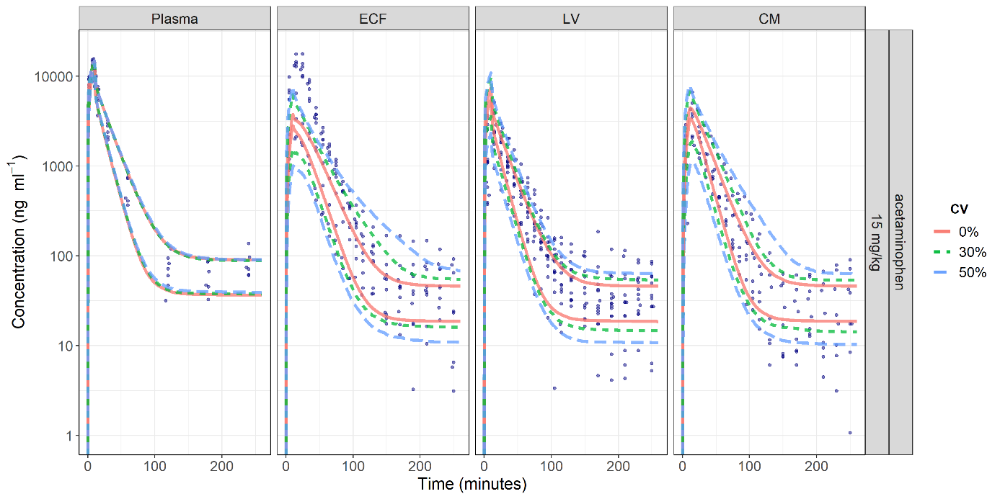 Plasma ECF LV CM
Concentration (ng ml⁻¹)
10000
1000
100
10
1
0 100 200 0 100 200 0 100 200 0 100 200
Time (minutes)
acetaminophen
15 mg/kg
CV
0%
30%
50%